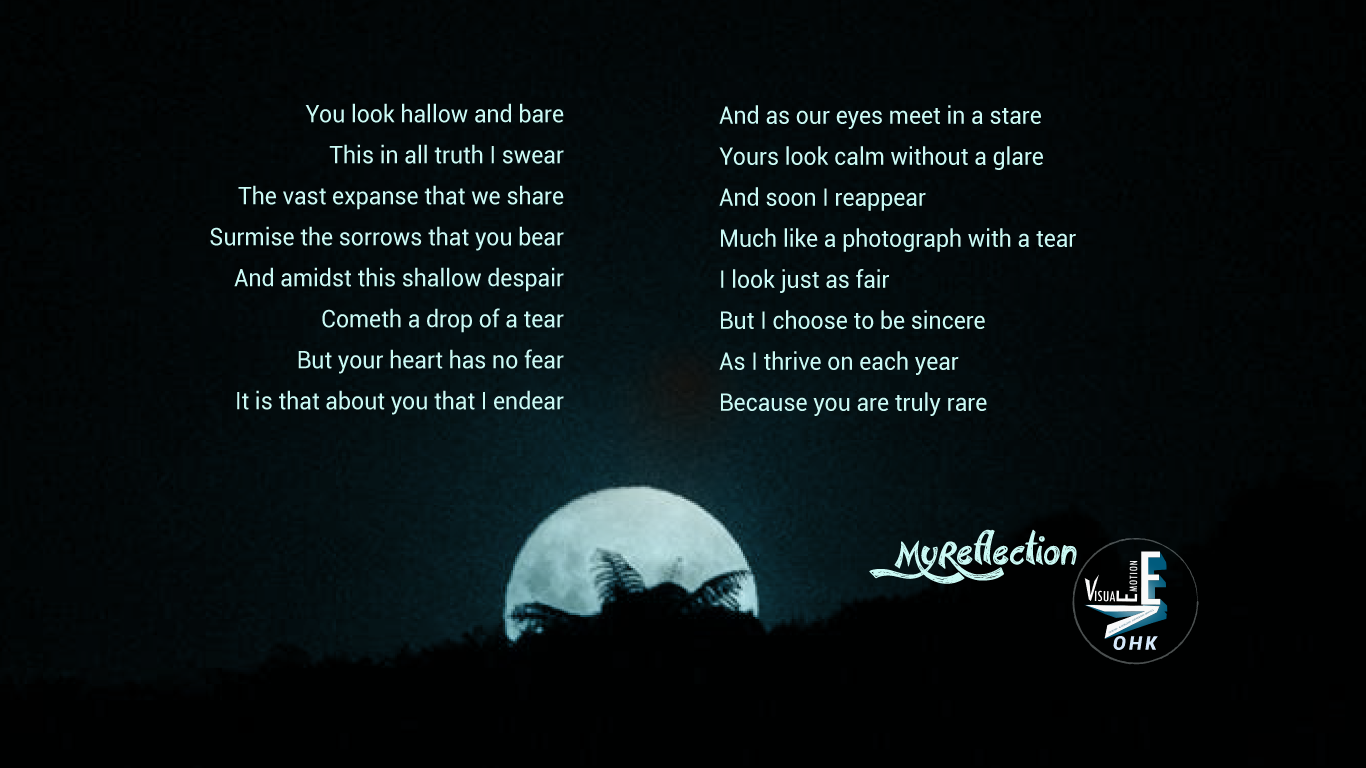 You look hallow and bare
This in all truth I swear
The vast expanse that we share
Surmise the sorrows that you bear
And amidst this shallow despair
Cometh a drop of a tear
But your heart has no fear
It is that about you that I endear
And as our eyes meet in a stare
Yours look calm without a glare
And soon I reappear
Much like a photograph with a tear
I look just as fair
But I choose to be sincere
As I thrive on each year
Because you are truly rare
MyReflection
VISUAL EMOTION
E
OHK